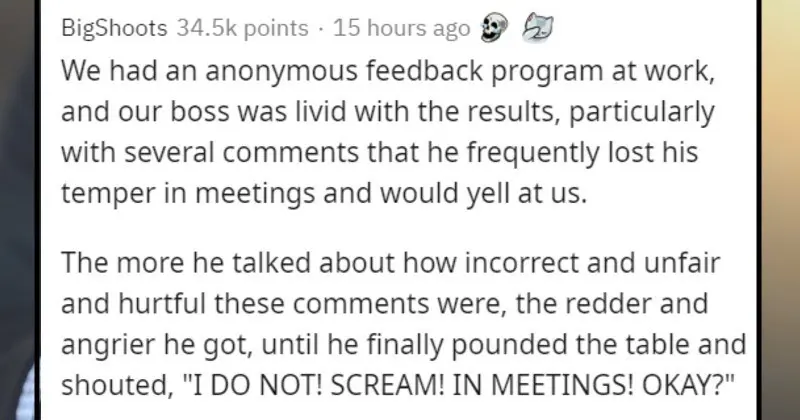 BigShoots 34.5k points · 15 hours ago
We had an anonymous feedback program at work,
and our boss was livid with the results, particularly
with several comments that he frequently lost his
temper in meetings and would yell at us.
The more he talked about how incorrect and unfair
and hurtful these comments were, the redder and
angrier he got, until he finally pounded the table and
shouted, "I DO NOT! SCREAM! IN MEETINGS! OKAY?"